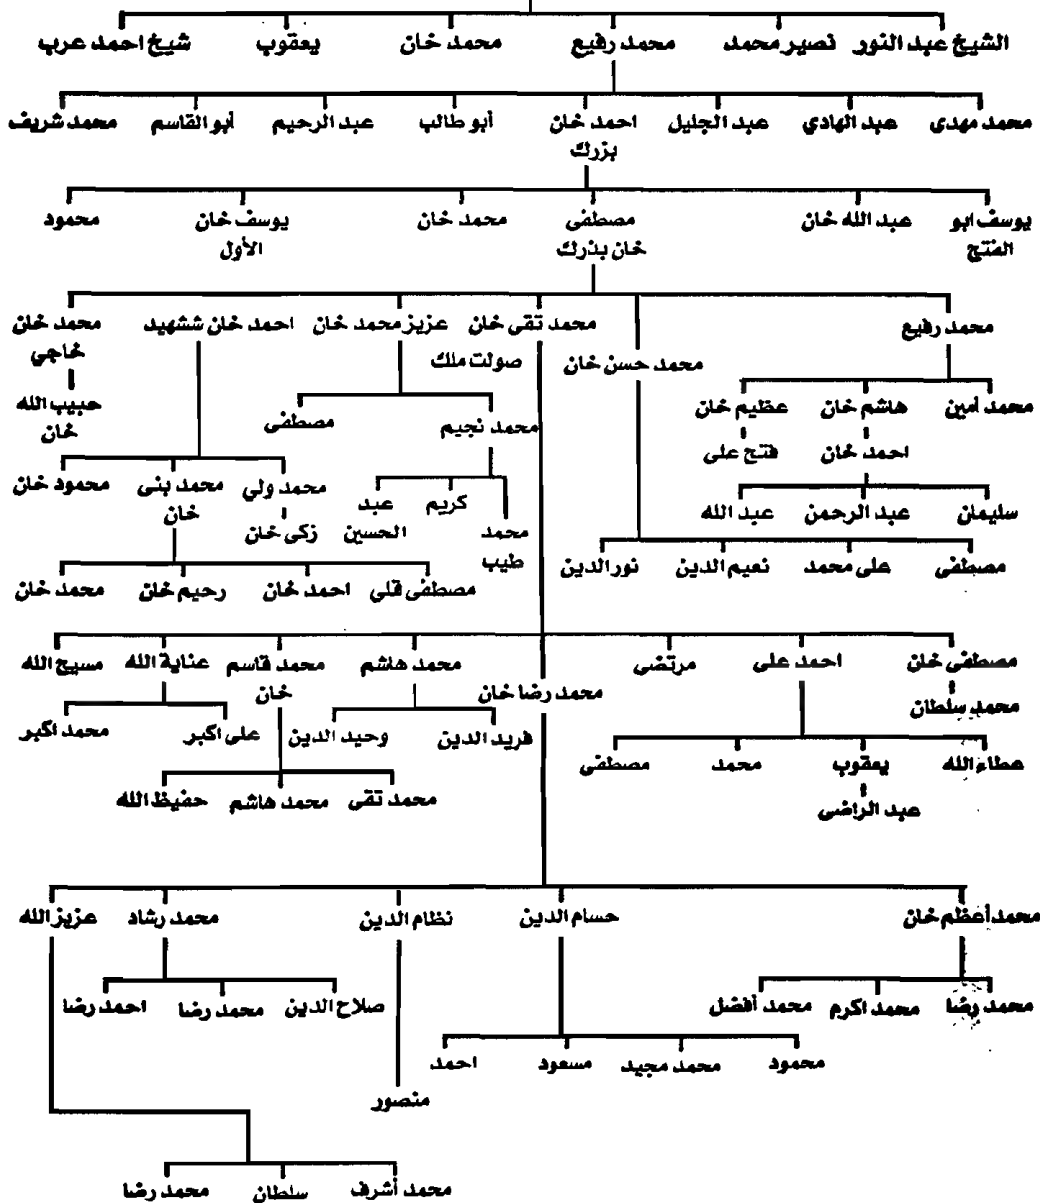 الشيخ عبد النور نصير محمد محمد رفيع محمد خان يعقوب شيخ احمد عرب
محمد مهدى عبد الهادي عبد الجليل احمد خان أبو طالب عبد الرحيم أبو القاسم محمد شريف
بزرك
يوسف ابو عبد الله خان مصطفى محمد خان يوسف خان محمود
الفتح خان بذرك الأول
محمد رفيع محمد تقى خان عزيز محمد خان احمد خان ششهيد محمد خان
محمد حسن خان صولت ملك خاجي
محمد أمين هاشم خان عظيم خان مصطفى حبيب الله
محمد نجيم خان
احمد خان فتح على
محمد ولي محمد بنى محمود خان
سليمان عبد الرحمن عبد الله كريم عبد خان
محمد الحسين زكى خان
طيب
مصطفى على محمد نعيم الدين نور الدين
مصطفى قلي احمد خان رحيم خان محمد خان
مصطفى خان احمد على مرتضى محمد هاشم محمد قاسم عناية الله مسيح الله
محمد سلطان محمد رضا خان خان
فريد الدين وحيد الدين على اكبر محمد اكبر
عطاء الله يعقوب محمد مصطفى
محمد تقى محمد هاشم حفيظ الله
عبد الراضى
محمد أعظم خان حسام الدين نظام الدين محمد رشاد عزيز الله
محمد رضا محمد اكرم محمد أفضل صلاح الدين محمد رضا احمد رضا
محمود محمد مجيد مسعود احمد
منصور
محمد أشرف سلطان محمد رضا